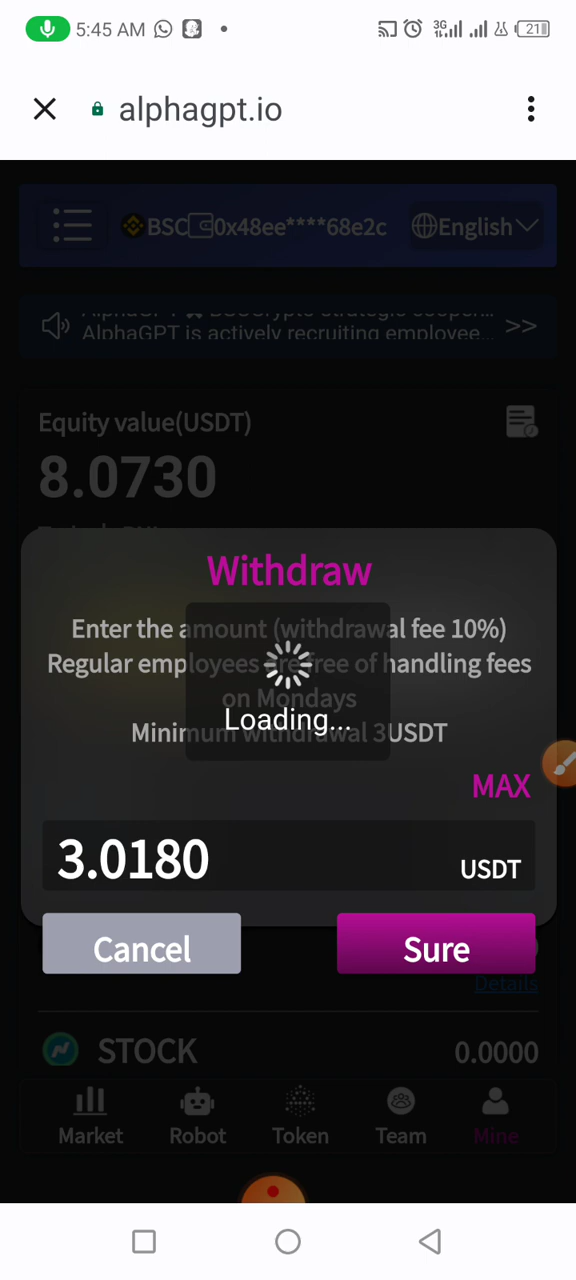 5:45 AM
3G
21
alphagpt.io
BSC 0x48ee****68e2c English
AlphaGPT is actively recruiting employee... >>
Equity value(USDT)
8.0730
Withdraw
Enter the amount (withdrawal fee 10%)
Regular employees are free of handling fees
on Mondays
Loading...
Minimum withdrawal 3USDT
MAX
3.0180
USDT
Cancel
Sure
Details
STOCK
0.0000
Market
Robot
Token
Team
Mine